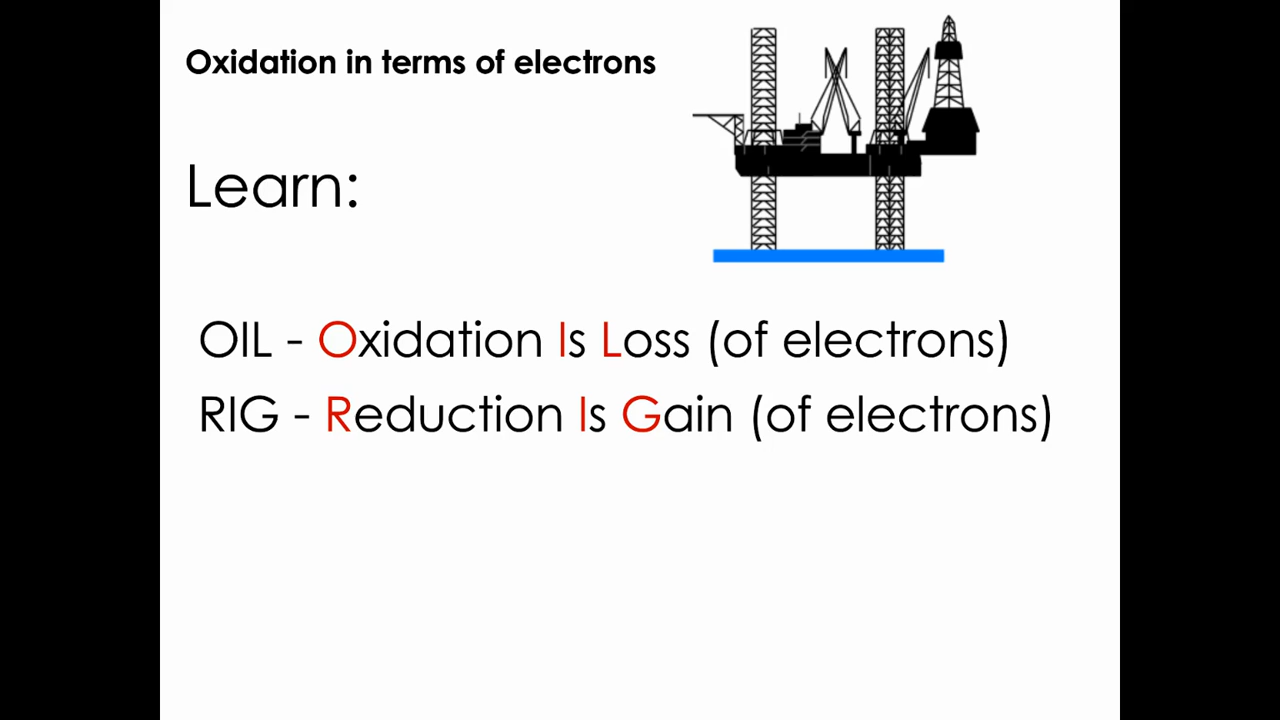 Oxidation in terms of electrons
Learn:
OIL - Oxidation Is Loss (of electrons)
RIG - Reduction Is Gain (of electrons)